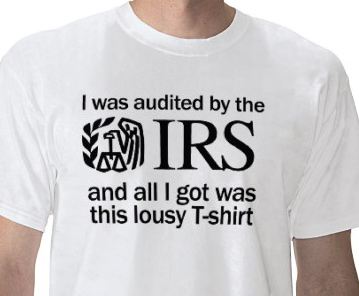 I was audited by the
IRS
and all I got was
this lousy T-shirt